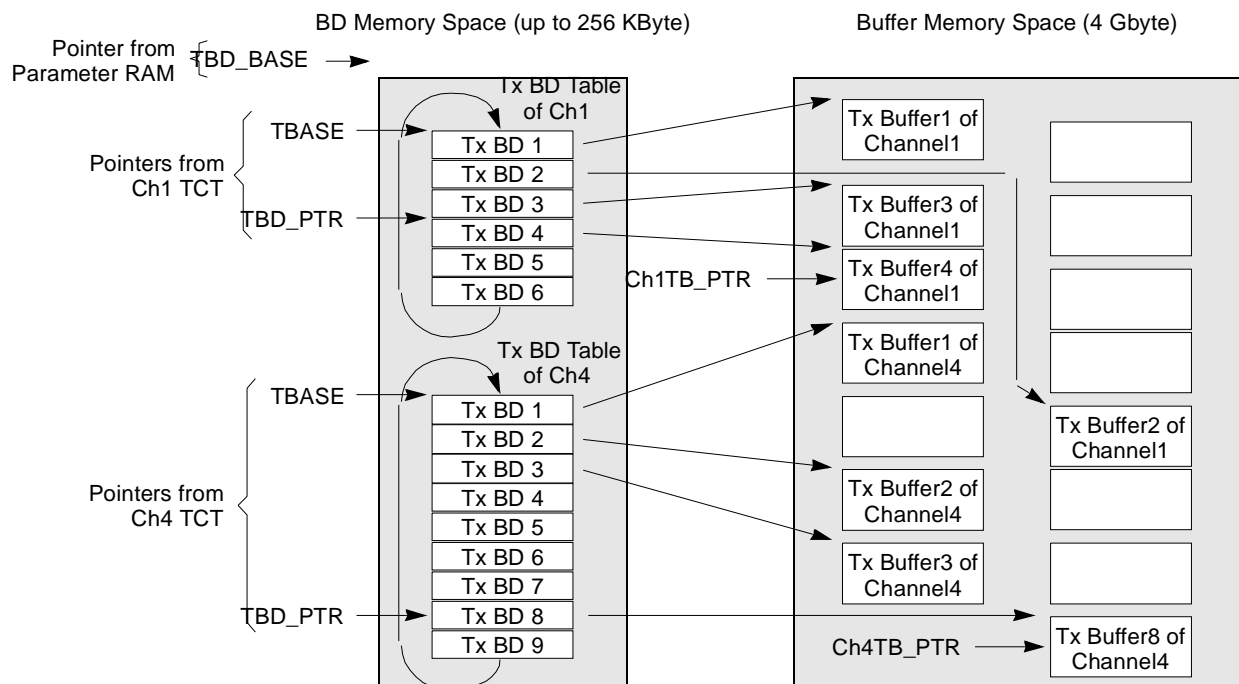 BD Memory Space (up to 256 KByte)
Buffer Memory Space (4 Gbyte)
Pointer from
Parameter RAM
TBD_BASE
Tx BD Table
of Ch1
TBASE
Pointers from
Ch1 TCT
TBD_PTR
Tx BD 1
Tx BD 2
Tx BD 3
Tx BD 4
Tx BD 5
Tx BD 6
Tx BD Table
of Ch4
TBASE
Pointers from
Ch4 TCT
TBD_PTR
Tx BD 1
Tx BD 2
Tx BD 3
Tx BD 4
Tx BD 5
Tx BD 6
Tx BD 7
Tx BD 8
Tx BD 9
Tx Buffer1 of
Channel1
Tx Buffer3 of
Channel1
Ch1TB_PTR
Tx Buffer4 of
Channel1
Tx Buffer1 of
Channel4
Tx Buffer2 of
Channel1
Tx Buffer2 of
Channel4
Tx Buffer3 of
Channel4
Ch4TB_PTR
Tx Buffer8 of
Channel4